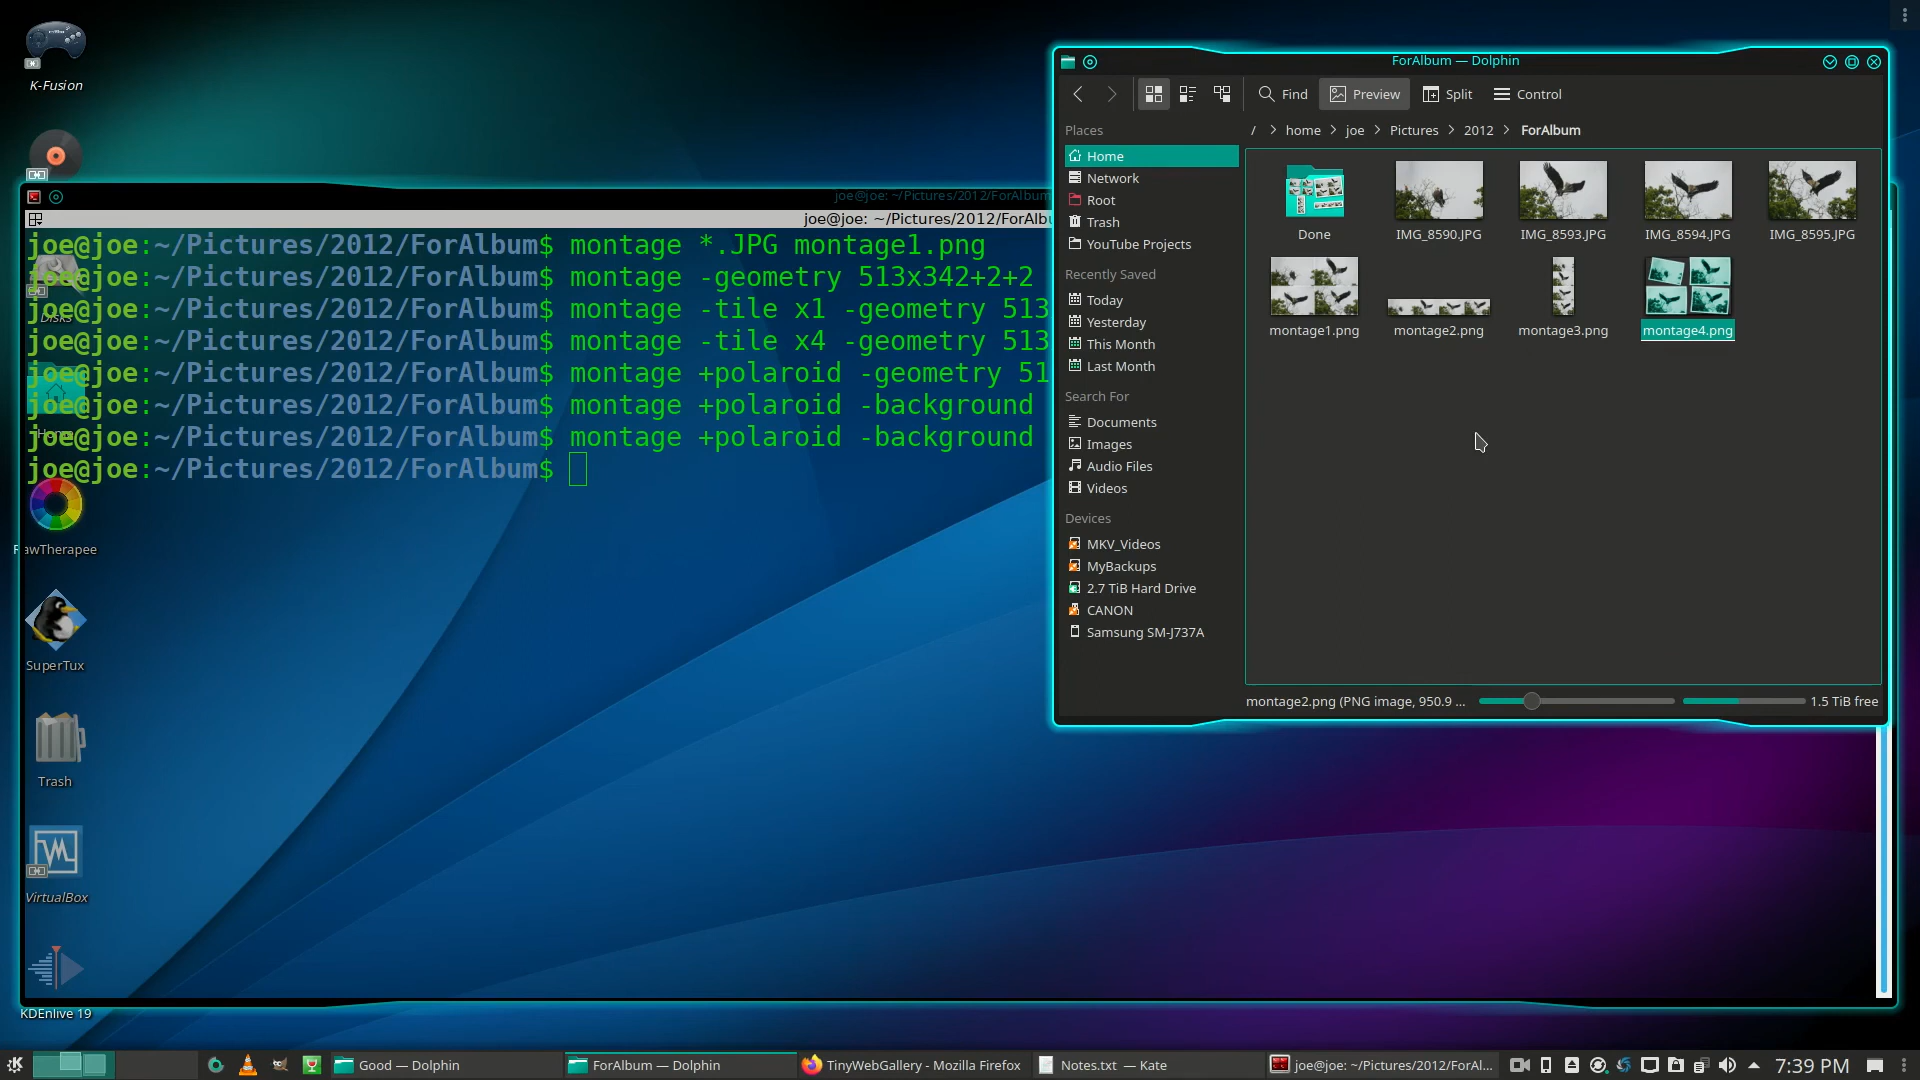 K-Fusion
joe@joe: ~/Pictures/2012/ForAlbum
joe@joe: ~/Pictures/2012/ForAlbu
joe@joe:~/Pictures/2012/ForAlbum$ montage *.JPG montage1.png
joe@joe:~/Pictures/2012/ForAlbum$ montage -geometry 513x342+2+2
joe@joe:~/Pictures/2012/ForAlbum$ montage -tile x1 -geometry 513
joe@joe:~/Pictures/2012/ForAlbum$ montage -tile x4 -geometry 513
joe@joe:~/Pictures/2012/ForAlbum$ montage +polaroid -geometry 51
joe@joe:~/Pictures/2012/ForAlbum$ montage +polaroid -background
joe@joe:~/Pictures/2012/ForAlbum$ montage +polaroid -background
joe@joe:~/Pictures/2012/ForAlbum$
Disks
Home
RawTherapee
SuperTux
Trash
VirtualBox
KDEnlive 19
ForAlbum — Dolphin
Find
Preview
Split
Control
/ > home > joe > Pictures > 2012 > ForAlbum
Places
Home
Network
Root
Trash
YouTube Projects
Recently Saved
Today
Yesterday
This Month
Last Month
Search For
Documents
Images
Audio Files
Videos
Devices
MKV_Videos
MyBackups
2.7 TiB Hard Drive
CANON
Samsung SM-J737A
Done
IMG_8590.JPG
IMG_8593.JPG
IMG_8594.JPG
IMG_8595.JPG
montage1.png
montage2.png
montage3.png
montage4.png
montage2.png (PNG image, 950.9 ...
1.5 TiB free
Good — Dolphin
ForAlbum — Dolphin
TinyWebGallery - Mozilla Firefox
Notes.txt — Kate
joe@joe: ~/Pictures/2012/ForAl...
7:39 PM